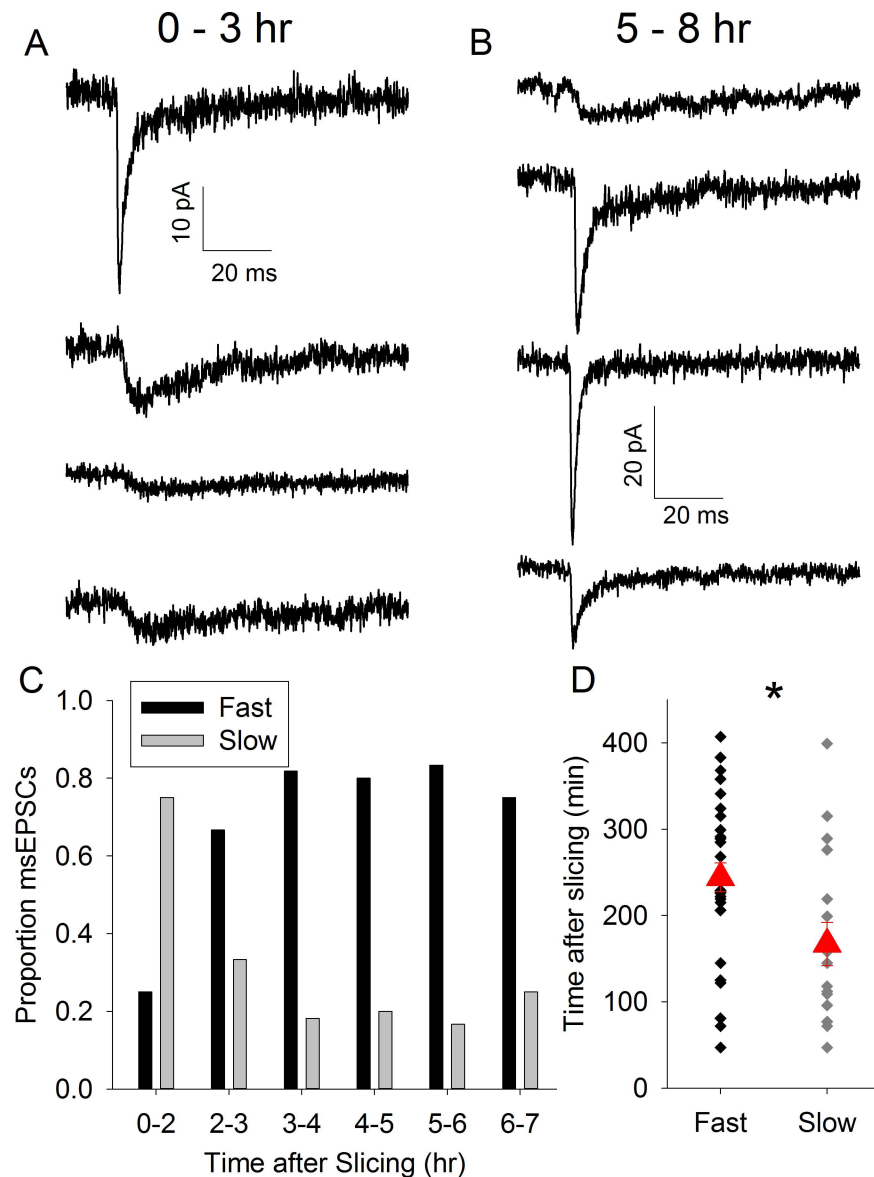 A
0 - 3 hr
B
5 - 8 hr
10 pA
20 ms
20 pA
20 ms
C
Fast
Slow
Proportion msEPSCs
1.0
0.8
0.6
0.4
0.2
0.0
0-2
2-3
3-4
4-5
5-6
6-7
Time after Slicing (hr)
D
*
Time after slicing (min)
400
300
200
100
0
Fast
Slow